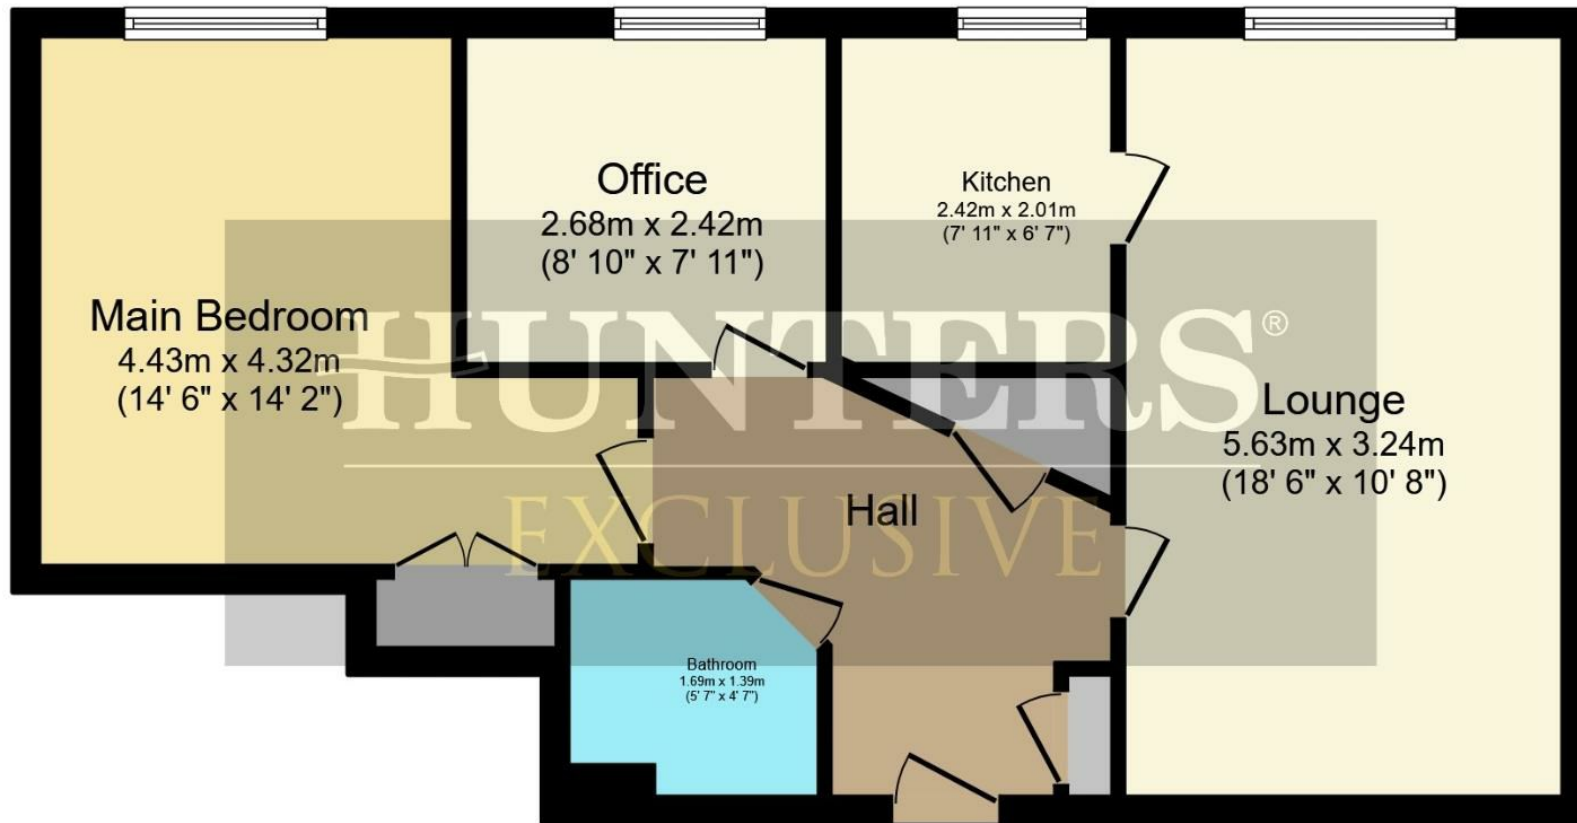 Main Bedroom
4.43m x 4.32m
(14' 6" x 14' 2")
Office
2.68m x 2.42m
(8' 10" x 7' 11")
Kitchen
2.42m x 2.01m
(7' 11" x 6' 7")
Lounge
5.63m x 3.24m
(18' 6" x 10' 8")
Hall
Bathroom
1.69m x 1.39m
(5' 7" x 4' 7")
HUNTERS®
EXCLUSIVE